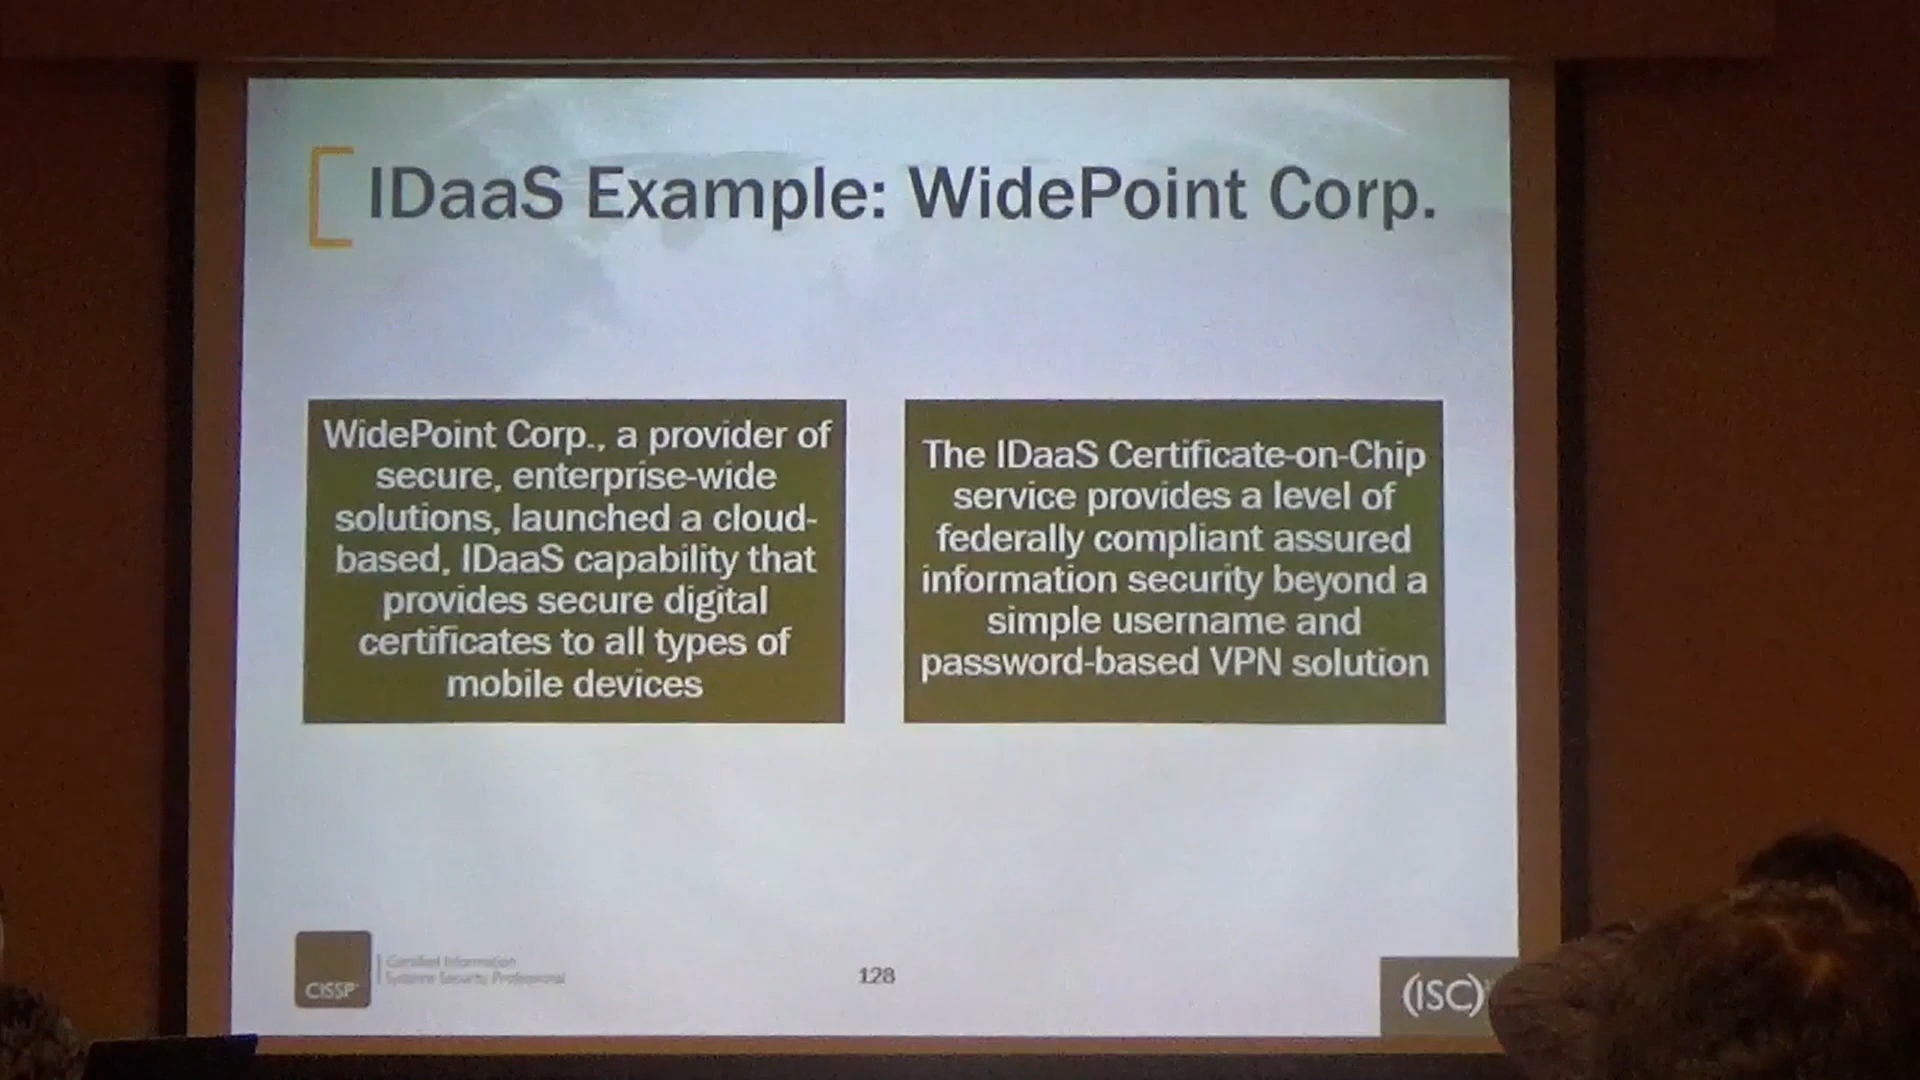 IDaaS Example: WidePoint Corp.
WidePoint Corp., a provider of
secure, enterprise-wide
solutions, launched a cloud-
based, IDaaS capability that
provides secure digital
certificates to all types of
mobile devices
The IDaaS Certificate-on-Chip
service provides a level of
federally compliant assured
information security beyond a
simple username and
password-based VPN solution
CISSP
Certified Information
Systems Security Professional
128
(ISC)